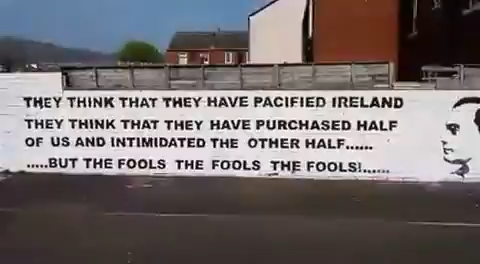 THEY THINK THAT THEY HAVE PACIFIED IRELAND
THEY THINK THAT THEY HAVE PURCHASED HALF
OF US AND INTIMIDATED THE OTHER HALF......
.....BUT THE FOOLS THE FOOLS THE FOOLS!......